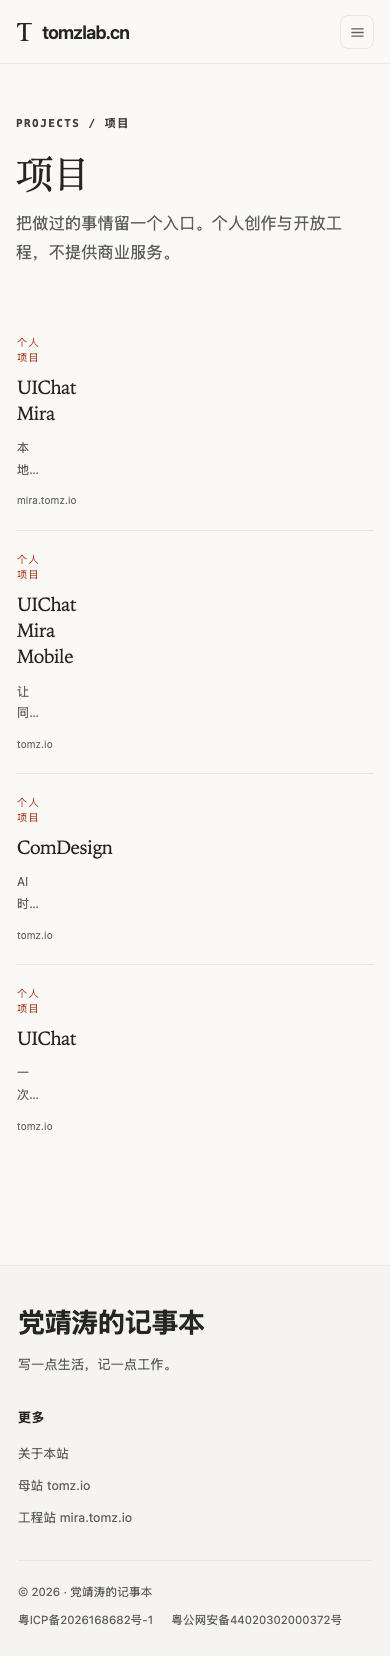 T tomzlab.cn
PROJECTS / 项目
项目
把做过的事情留一个入口。个人创作与开放工
程，不提供商业服务。
个人
项目
UIChat
Mira
本
地…
mira.tomz.io
个人
项目
UIChat
Mira
Mobile
让
同…
tomz.io
个人
项目
ComDesign
AI
时…
tomz.io
个人
项目
UIChat
一
次…
tomz.io
党靖涛的记事本
写一点生活，记一点工作。
更多
关于本站
母站 tomz.io
工程站 mira.tomz.io
© 2026 · 党靖涛的记事本
粤ICP备2026168682号-1 粤公网安备44020302000372号